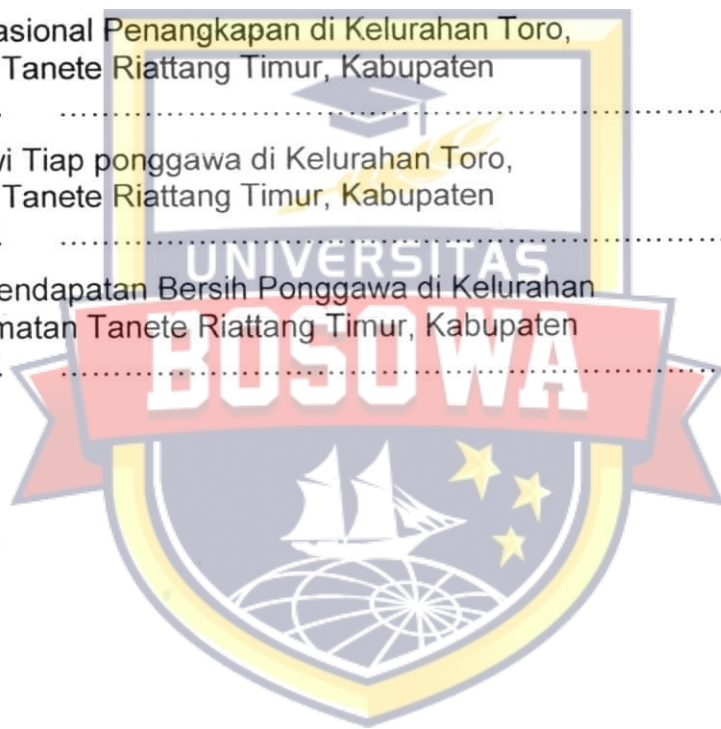 asional Penangkapan di Kelurahan Toro,
Tanete Riattang Timur, Kabupaten
. ..............................................................
wi Tiap ponggawa di Kelurahan Toro,
Tanete Riattang Timur, Kabupaten
. ..............................................................
UNIVERSITAS
endapatan Bersih Ponggawa di Kelurahan
matan Tanete Riattang Timur, Kabupaten
BOSOWA
. ..............................................................